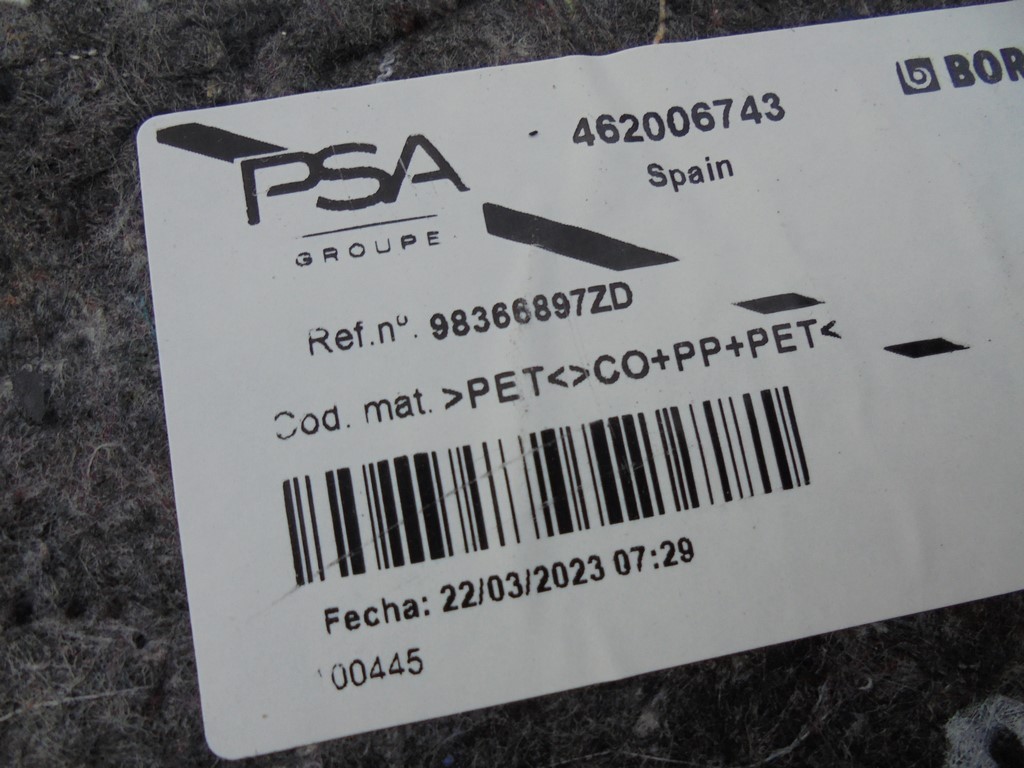 PSA
GROUPE
462006743
Spain
BOR
Ref.nº. 98366897ZD
Cod. mat. >PET<>CO+PP+PET<
Fecha: 22/03/2023 07:29
00445